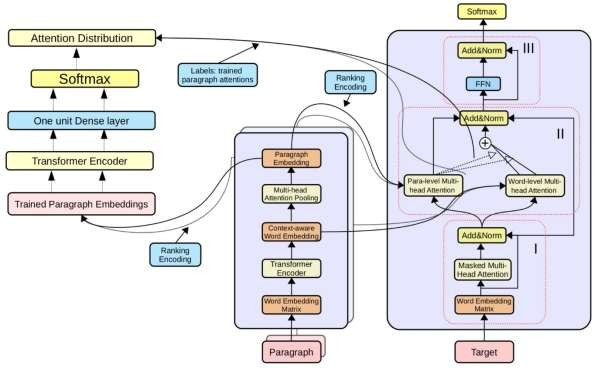 Attention Distribution
Softmax
One unit Dense layer
Transformer Encoder
Trained Paragraph Embeddings
Labels: trained
paragraph attentions
Ranking
Encoding
Ranking
Encoding
Paragraph
Embedding
Multi-head
Attention Pooling
Context-aware
Word Embedding
Transformer
Encoder
Word Embedding
Matrix
Paragraph
Softmax
III
Add&Norm
FFN
II
Add&Norm
Para-level Multi-
head Attention
Word-level Multi-
head Attention
I
Add&Norm
Masked Multi-
Head Attention
Word Embedding
Matrix
Target